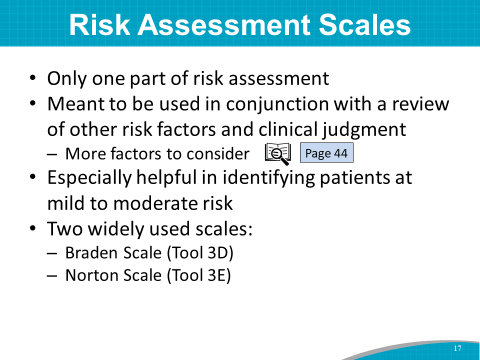 Risk Assessment Scales
• Only one part of risk assessment
• Meant to be used in conjunction with a review
of other risk factors and clinical judgment
– More factors to consider Page 44
• Especially helpful in identifying patients at
mild to moderate risk
• Two widely used scales:
– Braden Scale (Tool 3D)
– Norton Scale (Tool 3E)
17